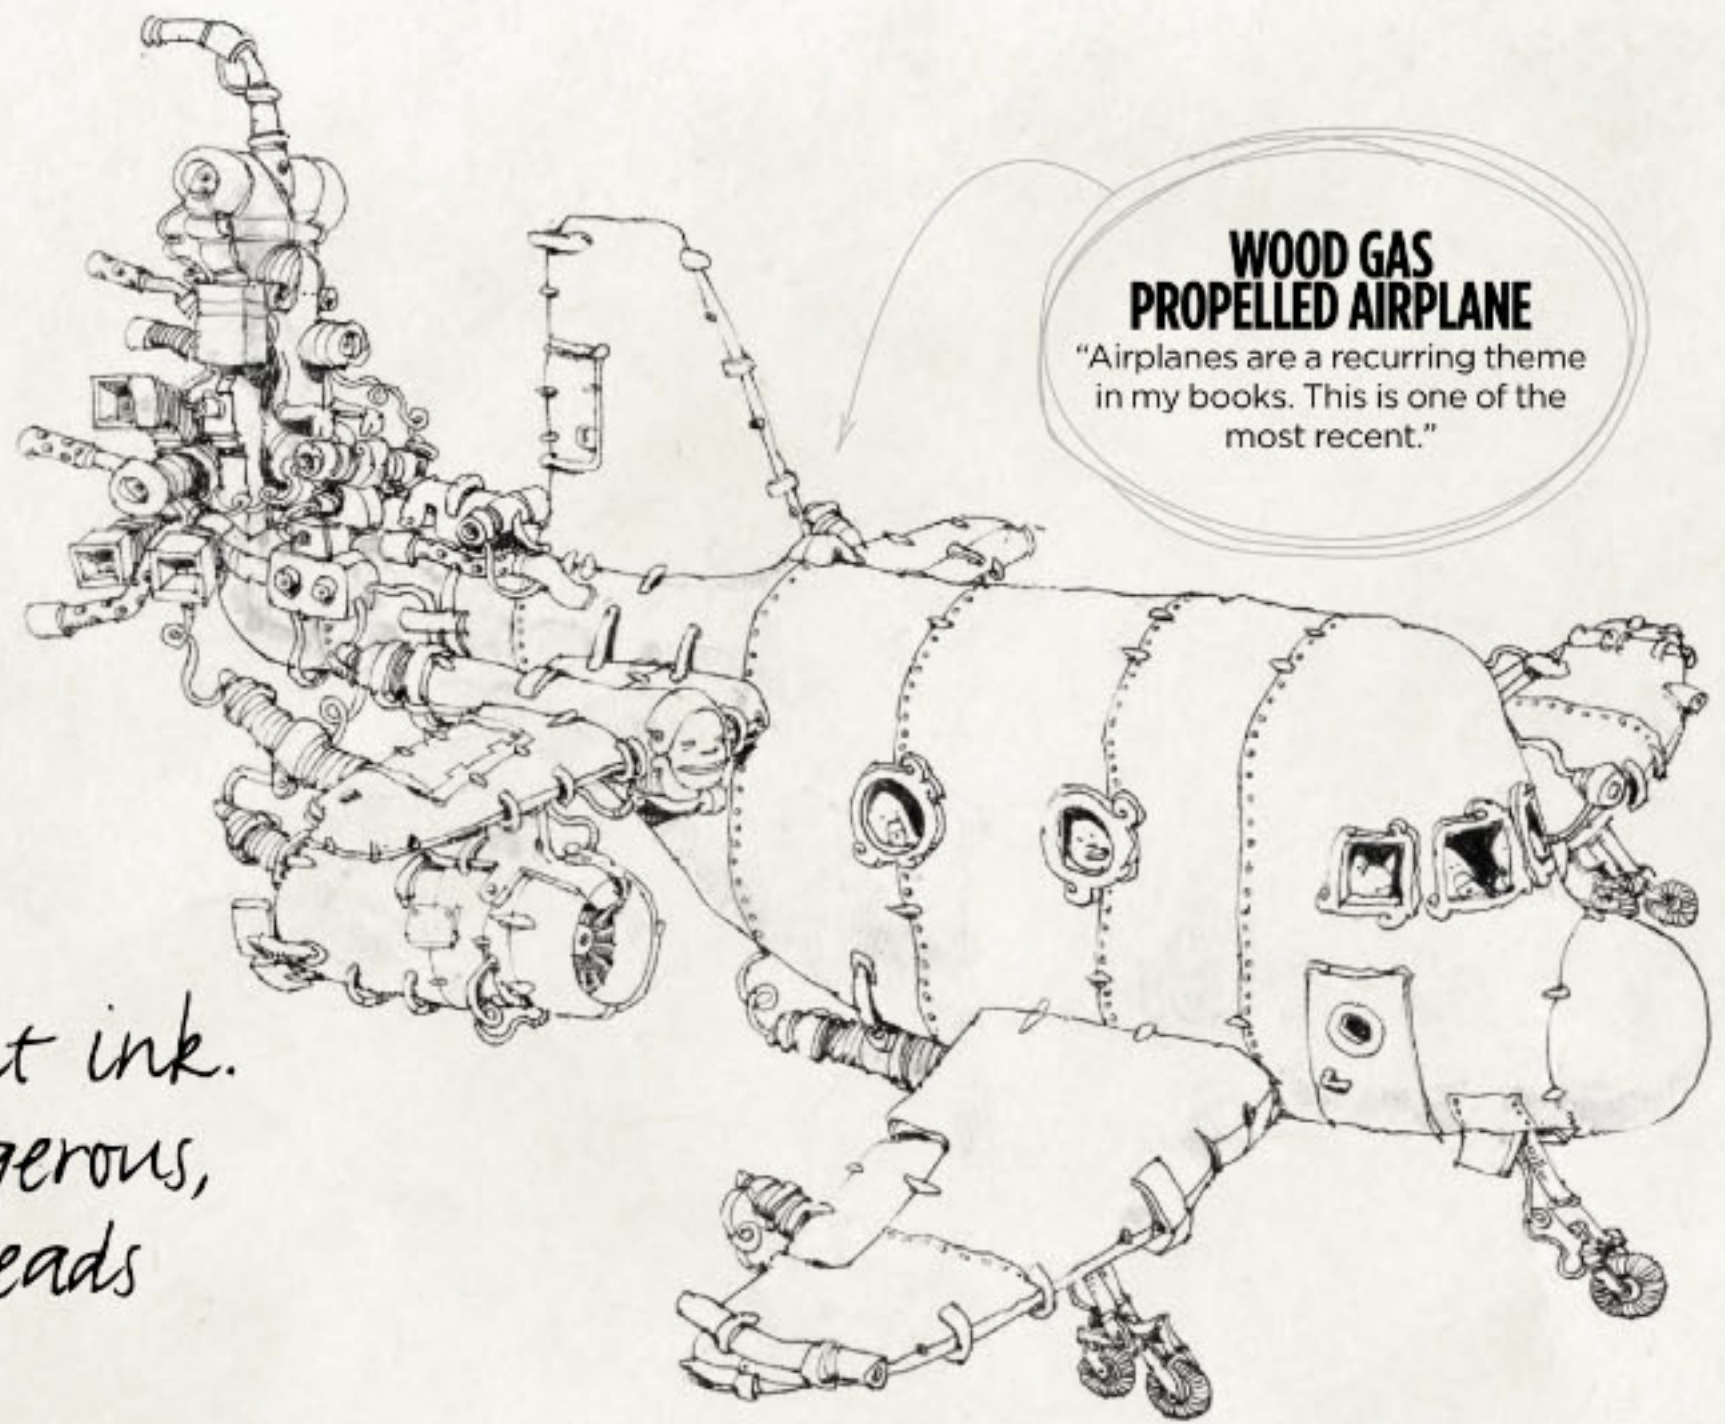 WOOD GAS
PROPELLED AIRPLANE
“Airplanes are a recurring theme
in my books. This is one of the
most recent.”
t ink.
gerous,
eads